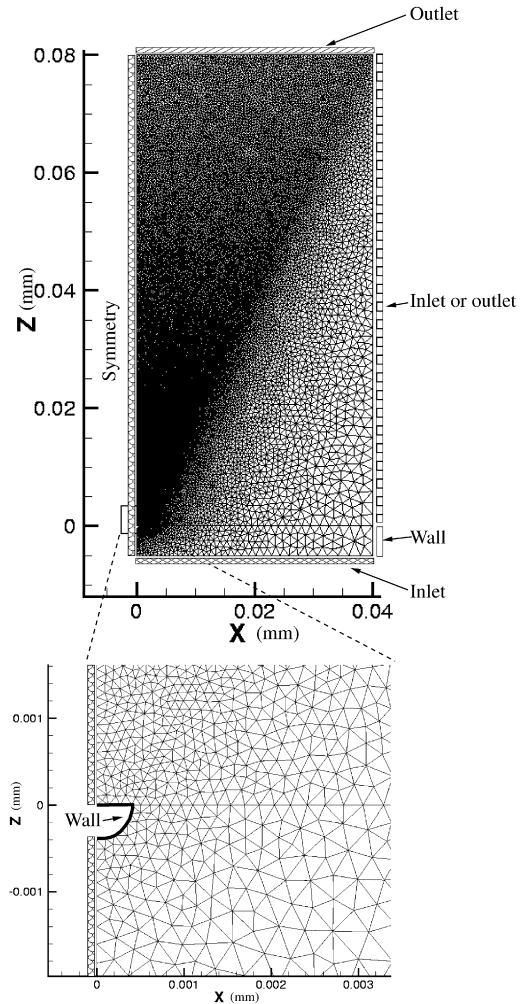 Outlet
0.08
0.06
Z (mm)
0.04
Inlet or outlet
Symmetry
0.02
0
Wall
Inlet
0
0.02
0.04
X (mm)
0.001
Z (mm)
0
Wall
-0.001
0
0.001
0.002
0.003
X (mm)